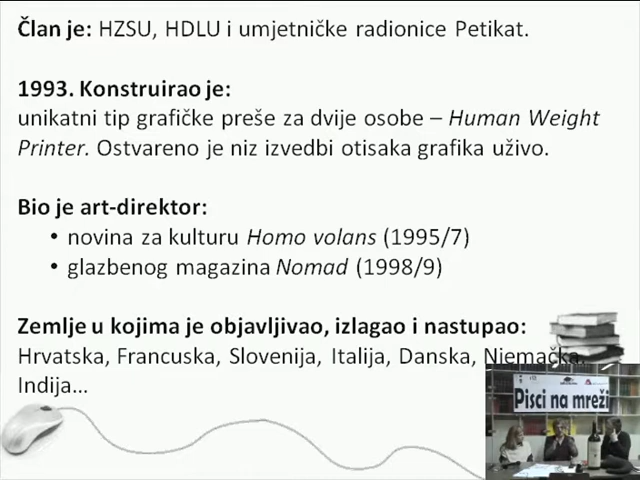 Član je: HZSU, HDLU i umjetničke radionice Petikat.
1993. Konstruirao je:
unikatni tip grafičke preše za dvije osobe – Human Weight
Printer. Ostvareno je niz izvedbi otisaka grafika uživo.
Bio je art-direktor:
• novina za kulturu Homo volans (1995/7)
• glazbenog magazina Nomad (1998/9)
Zemlje u kojima je objavljivao, izlagao i nastupao:
Hrvatska, Francuska, Slovenija, Italija, Danska, Njemačka,
Indija...
Pisci na mreži